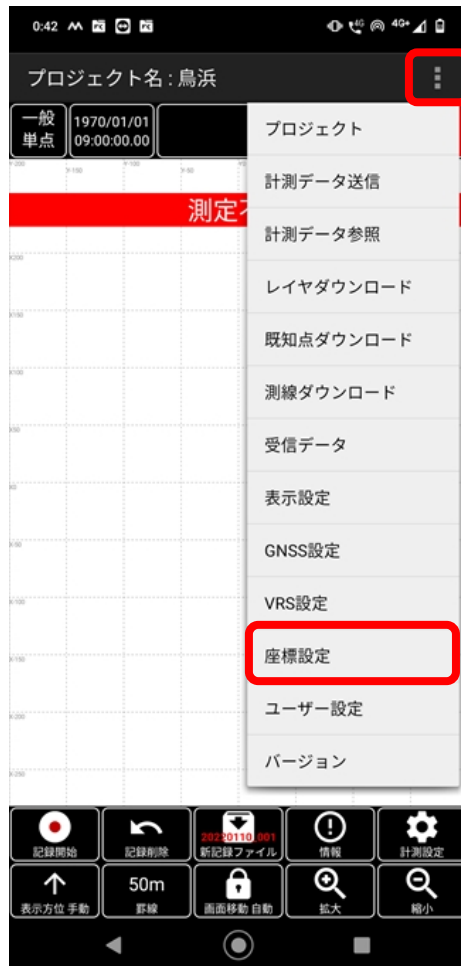 0:42
4G 4G+
プロジェクト名 : 鳥浜
一般
単点
1970/01/01
09:00:00.00
測定不
プロジェクト
計測データ送信
計測データ参照
レイヤダウンロード
既知点ダウンロード
測線ダウンロード
受信データ
表示設定
GNSS設定
VRS設定
座標設定
ユーザー設定
バージョン
記録開始
記録削除
20220110_001
新記録ファイル
情報
計測設定
表示方位 手動
50m
罫線
画面移動 自動
拡大
縮小